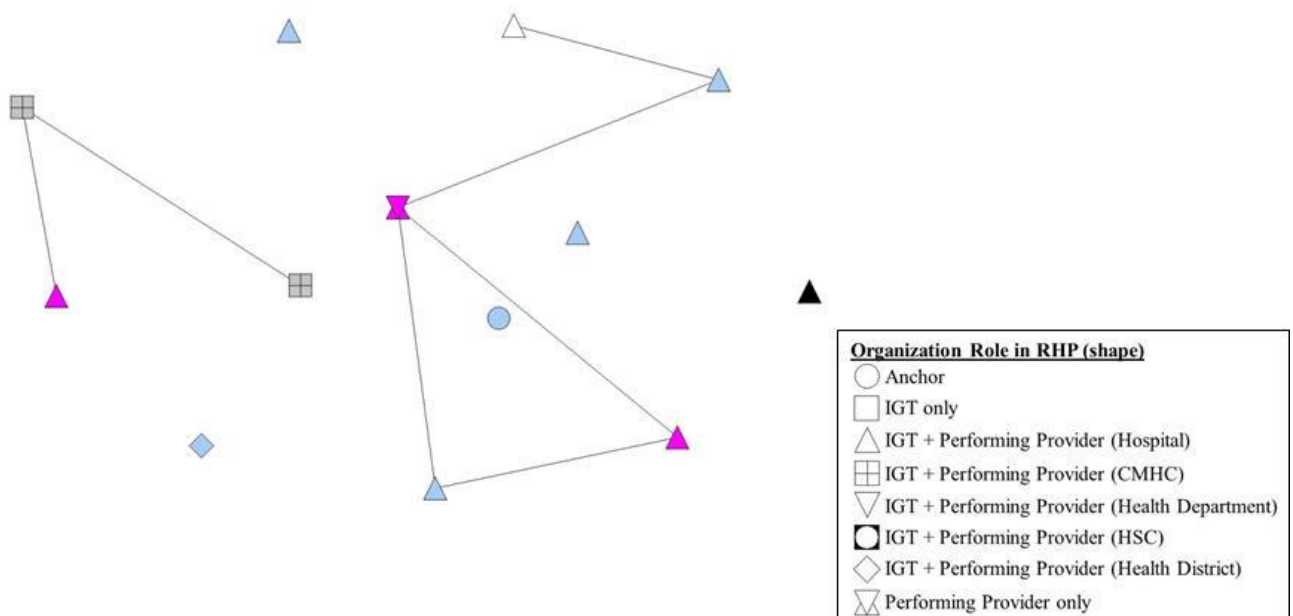 Organization Role in RHP (shape)
Anchor
IGT only
IGT + Performing Provider (Hospital)
IGT + Performing Provider (CMHC)
IGT + Performing Provider (Health Department)
IGT + Performing Provider (HSC)
IGT + Performing Provider (Health District)
Performing Provider only